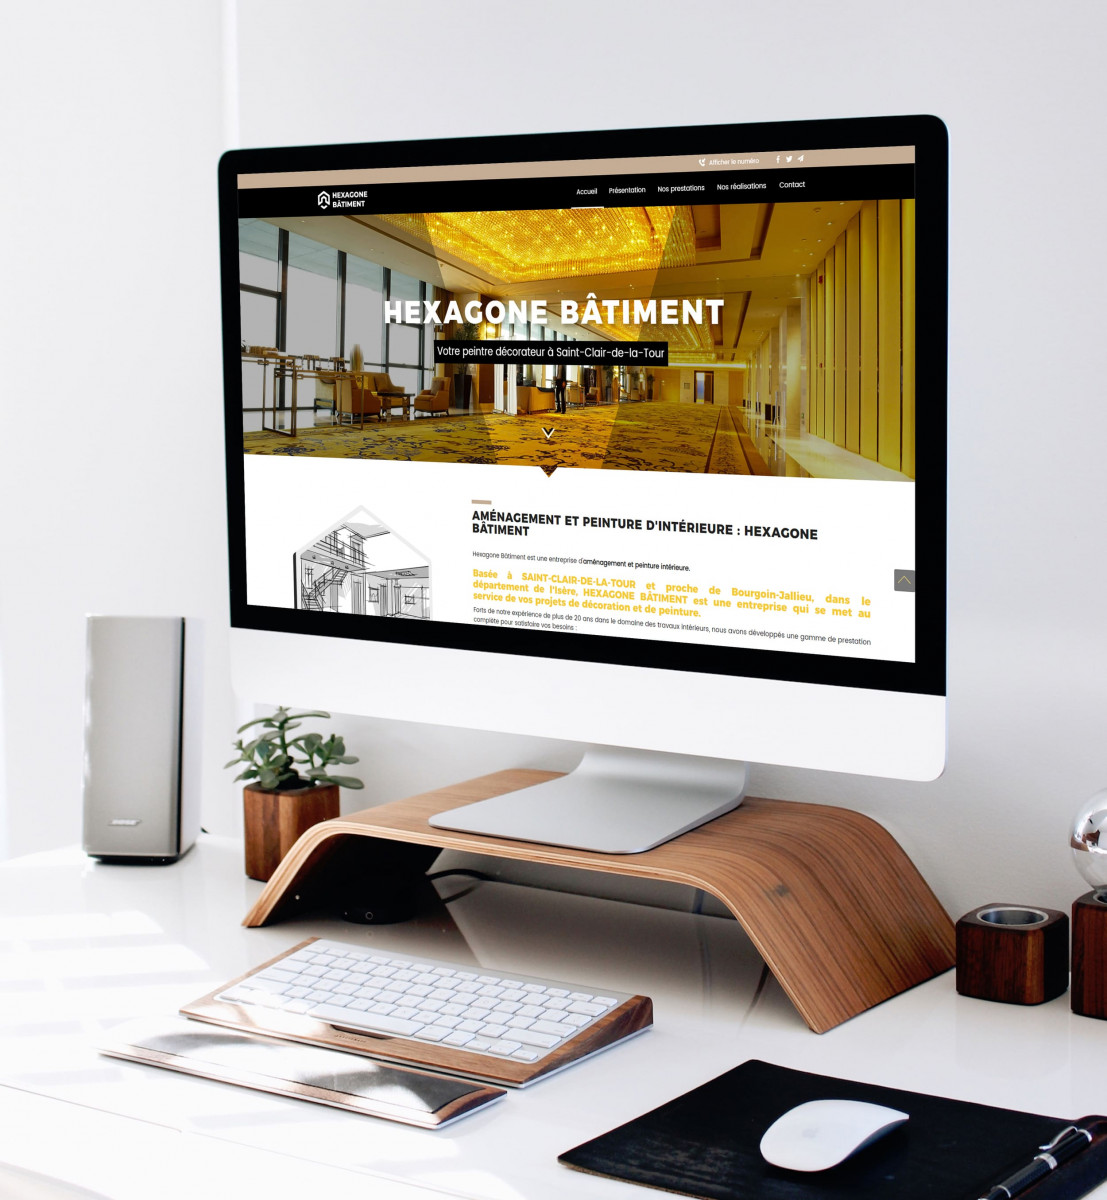 Afficher le numéro
HEXAGONE
BÂTIMENT
Accueil Présentation Nos prestations Nos réalisations Contact
HEXAGONE BÂTIMENT
Votre peintre décorateur à Saint-Clair-de-la-Tour
AMÉNAGEMENT ET PEINTURE D'INTÉRIEURE : HEXAGONE
BÂTIMENT
Hexagone Bâtiment est une entreprise d'aménagement et peinture intérieure.
Basée à SAINT-CLAIR-DE-LA-TOUR et proche de Bourgoin-Jallieu, dans le
département de l'Isère, HEXAGONE BÂTIMENT est une entreprise qui se met au
service de vos projets de décoration et de peinture.
Forts de notre expérience de plus de 20 ans dans le domaine des travaux intérieurs, nous avons développés une gamme de prestation
complète pour satisfaire vos besoins :
BOSE